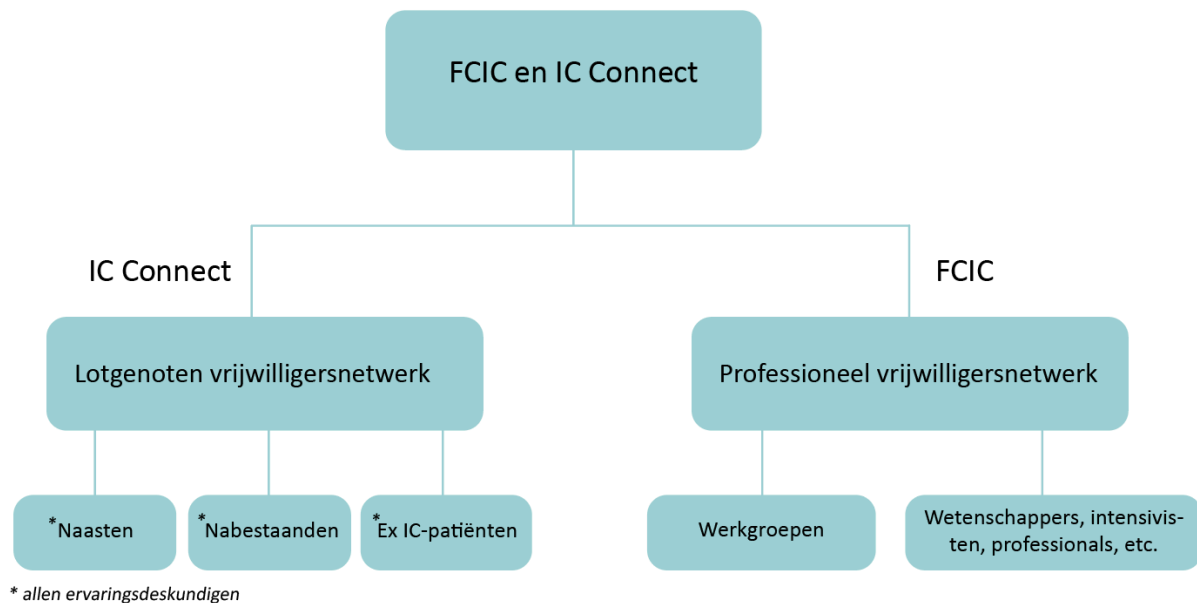 FCIC en IC Connect
IC Connect
FCIC
Lotgenoten vrijwilligersnetwerk
Professioneel vrijwilligersnetwerk
*Naasten
*Nabestaanden
*Ex IC-patiënten
Werkgroepen
Wetenschappers, intensivis-
ten, professionals, etc.
* allen ervaringsdeskundigen